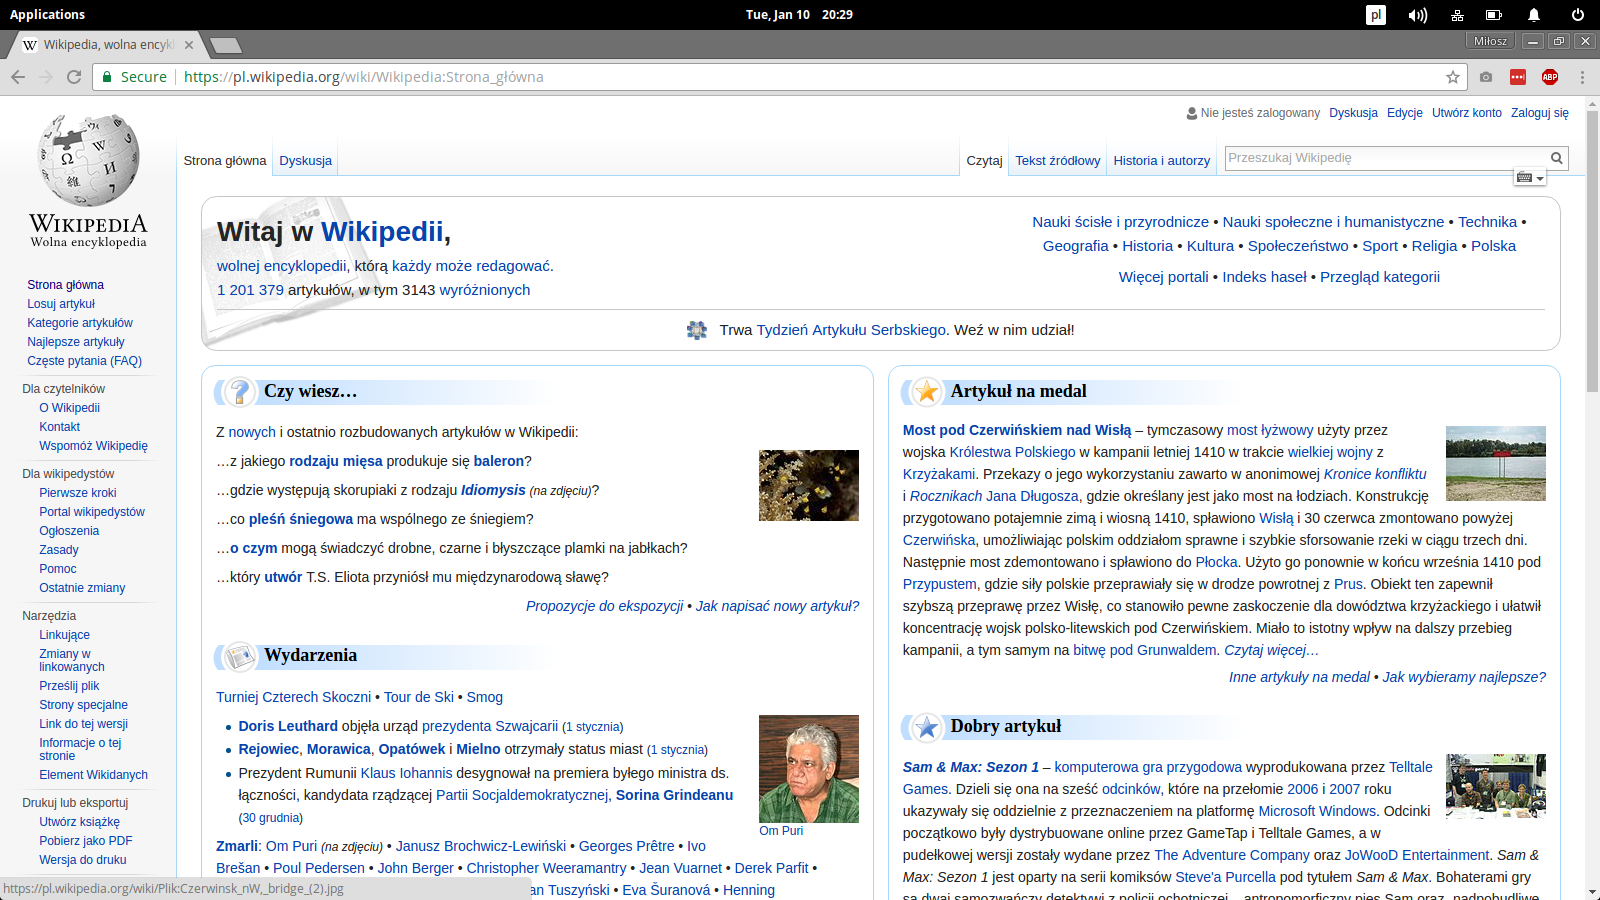 Applications
Tue, Jan 10 20:29
pl
Wikipedia, wolna encykl
Miłosz
Secure https://pl.wikipedia.org/wiki/Wikipedia:Strona_główna
ABP
Nie jesteś zalogowany Dyskusja Edycje Utwórz konto Zaloguj się
Strona główna Dyskusja Czytaj Tekst źródłowy Historia i autorzy Przeszukaj Wikipedię
WIKIPEDIA
Wolna encyklopedia
Strona główna
Losuj artykuł
Kategorie artykułów
Najlepsze artykuły
Częste pytania (FAQ)
Dla czytelników
O Wikipedii
Kontakt
Wspomóż Wikipedię
Dla wikipedystów
Pierwsze kroki
Portal wikipedystów
Ogłoszenia
Zasady
Pomoc
Ostatnie zmiany
Narzędzia
Linkujące
Zmiany w
linkowanych
Prześlij plik
Strony specjalne
Link do tej wersji
Informacje o tej
stronie
Element Wikidanych
Drukuj lub eksportuj
Utwórz książkę
Pobierz jako PDF
Wersja do druku
Witaj w Wikipedii,
wolnej encyklopedii, którą każdy może redagować.
1 201 379 artykułów, w tym 3143 wyróżnionych
Nauki ścisłe i przyrodnicze • Nauki społeczne i humanistyczne • Technika •
Geografia • Historia • Kultura • Społeczeństwo • Sport • Religia • Polska
Więcej portali • Indeks haseł • Przegląd kategorii
Trwa Tydzień Artykułu Serbskiego. Weź w nim udział!
Czy wiesz…
Z nowych i ostatnio rozbudowanych artykułów w Wikipedii:
…z jakiego rodzaju mięsa produkuje się baleron?
…gdzie występują skorupiaki z rodzaju Idiomysis (na zdjęciu)?
…co pleśń śniegowa ma wspólnego ze śniegiem?
…o czym mogą świadczyć drobne, czarne i błyszczące plamki na jabłkach?
…który utwór T.S. Eliota przyniósł mu międzynarodową sławę?
Propozycje do ekspozycji • Jak napisać nowy artykuł?
Wydarzenia
Turniej Czterech Skoczni • Tour de Ski • Smog
Doris Leuthard objęła urząd prezydenta Szwajcarii (1 stycznia)
Rejowiec, Morawica, Opatówek i Mielno otrzymały status miast (1 stycznia)
Prezydent Rumunii Klaus Iohannis desygnował na premiera byłego ministra ds.
łączności, kandydata rządzącej Partii Socjaldemokratycznej, Sorina Grindeanu
(30 grudnia)
Om Puri
Zmarli: Om Puri (na zdjęciu) • Janusz Brochwicz-Lewiński • Georges Prêtre • Ivo
Brešan • Poul Pedersen • John Berger • Christopher Weeramantry • Jean Vuarnet • Derek Parfit •
an Tuszyński • Eva Šuranová • Henning
Artykuł na medal
Most pod Czerwińskiem nad Wisłą – tymczasowy most łyżwowy użyty przez
wojska Królestwa Polskiego w kampanii letniej 1410 w trakcie wielkiej wojny z
Krzyżakami. Przekazy o jego wykorzystaniu zawarto w anonimowej Kronice konfliktu
i Rocznikach Jana Długosza, gdzie określany jest jako most na łodziach. Konstrukcję
przygotowano potajemnie zimą i wiosną 1410, spławiono Wisłą i 30 czerwca zmontowano powyżej
Czerwińska, umożliwiając polskim oddziałom sprawne i szybkie sforsowanie rzeki w ciągu trzech dni.
Następnie most zdemontowano i spławiono do Płocka. Użyto go ponownie w końcu września 1410 pod
Przypustem, gdzie siły polskie przeprawiały się w drodze powrotnej z Prus. Obiekt ten zapewnił
szybszą przeprawę przez Wisłę, co stanowiło pewne zaskoczenie dla dowództwa krzyżackiego i ułatwił
koncentrację wojsk polsko-litewskich pod Czerwińskiem. Miało to istotny wpływ na dalszy przebieg
kampanii, a tym samym na bitwę pod Grunwaldem. Czytaj więcej…
Inne artykuły na medal • Jak wybieramy najlepsze?
Dobry artykuł
Sam & Max: Sezon 1 – komputerowa gra przygodowa wyprodukowana przez Telltale
Games. Dzieli się ona na sześć odcinków, które na przełomie 2006 i 2007 roku
ukazywały się oddzielnie z przeznaczeniem na platformę Microsoft Windows. Odcinki
początkowo były dystrybuowane online przez GameTap i Telltale Games, a w
pudełkowej wersji zostały wydane przez The Adventure Company oraz JoWooD Entertainment. Sam &
Max: Sezon 1 jest oparty na serii komiksów Steve'a Purcella pod tytułem Sam & Max. Bohaterami gry
są dwaj samozwańczy detektywi z policji ochotniczej – antropomorficzny pies Sam oraz nadpobudliwe
https://pl.wikipedia.org/wiki/Plik:Czerwinsk_nW,_bridge_(2).jpg